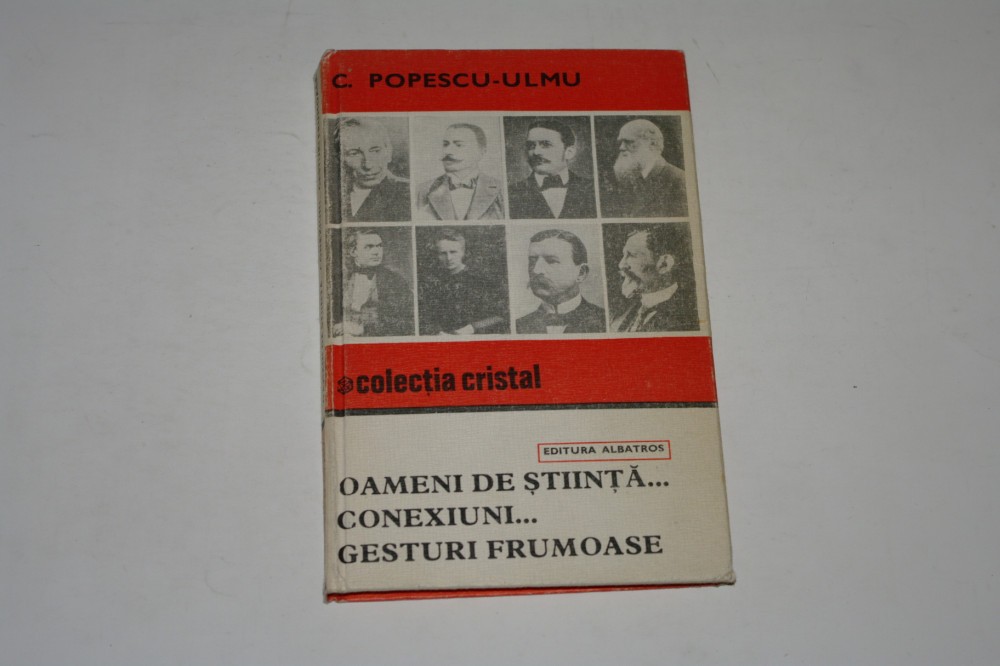 C. POPESCU-ULMU
colecția cristal
EDITURA ALBATROS
OAMENI DE ȘTIINȚĂ...
CONEXIUNI...
GESTURI FRUMOASE